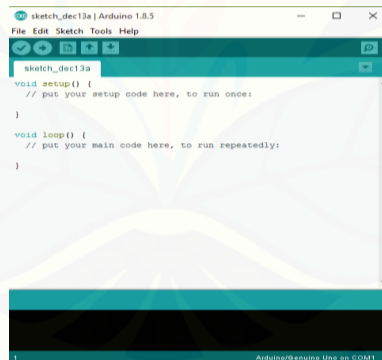 sketch_dec13a | Arduino 1.8.5
File Edit Sketch Tools Help
sketch_dec13a
void setup() {
// put your setup code here, to run once:
}
void loop() {
// put your main code here, to run repeatedly:
}
1 Arduino/Genuino Uno on COM1